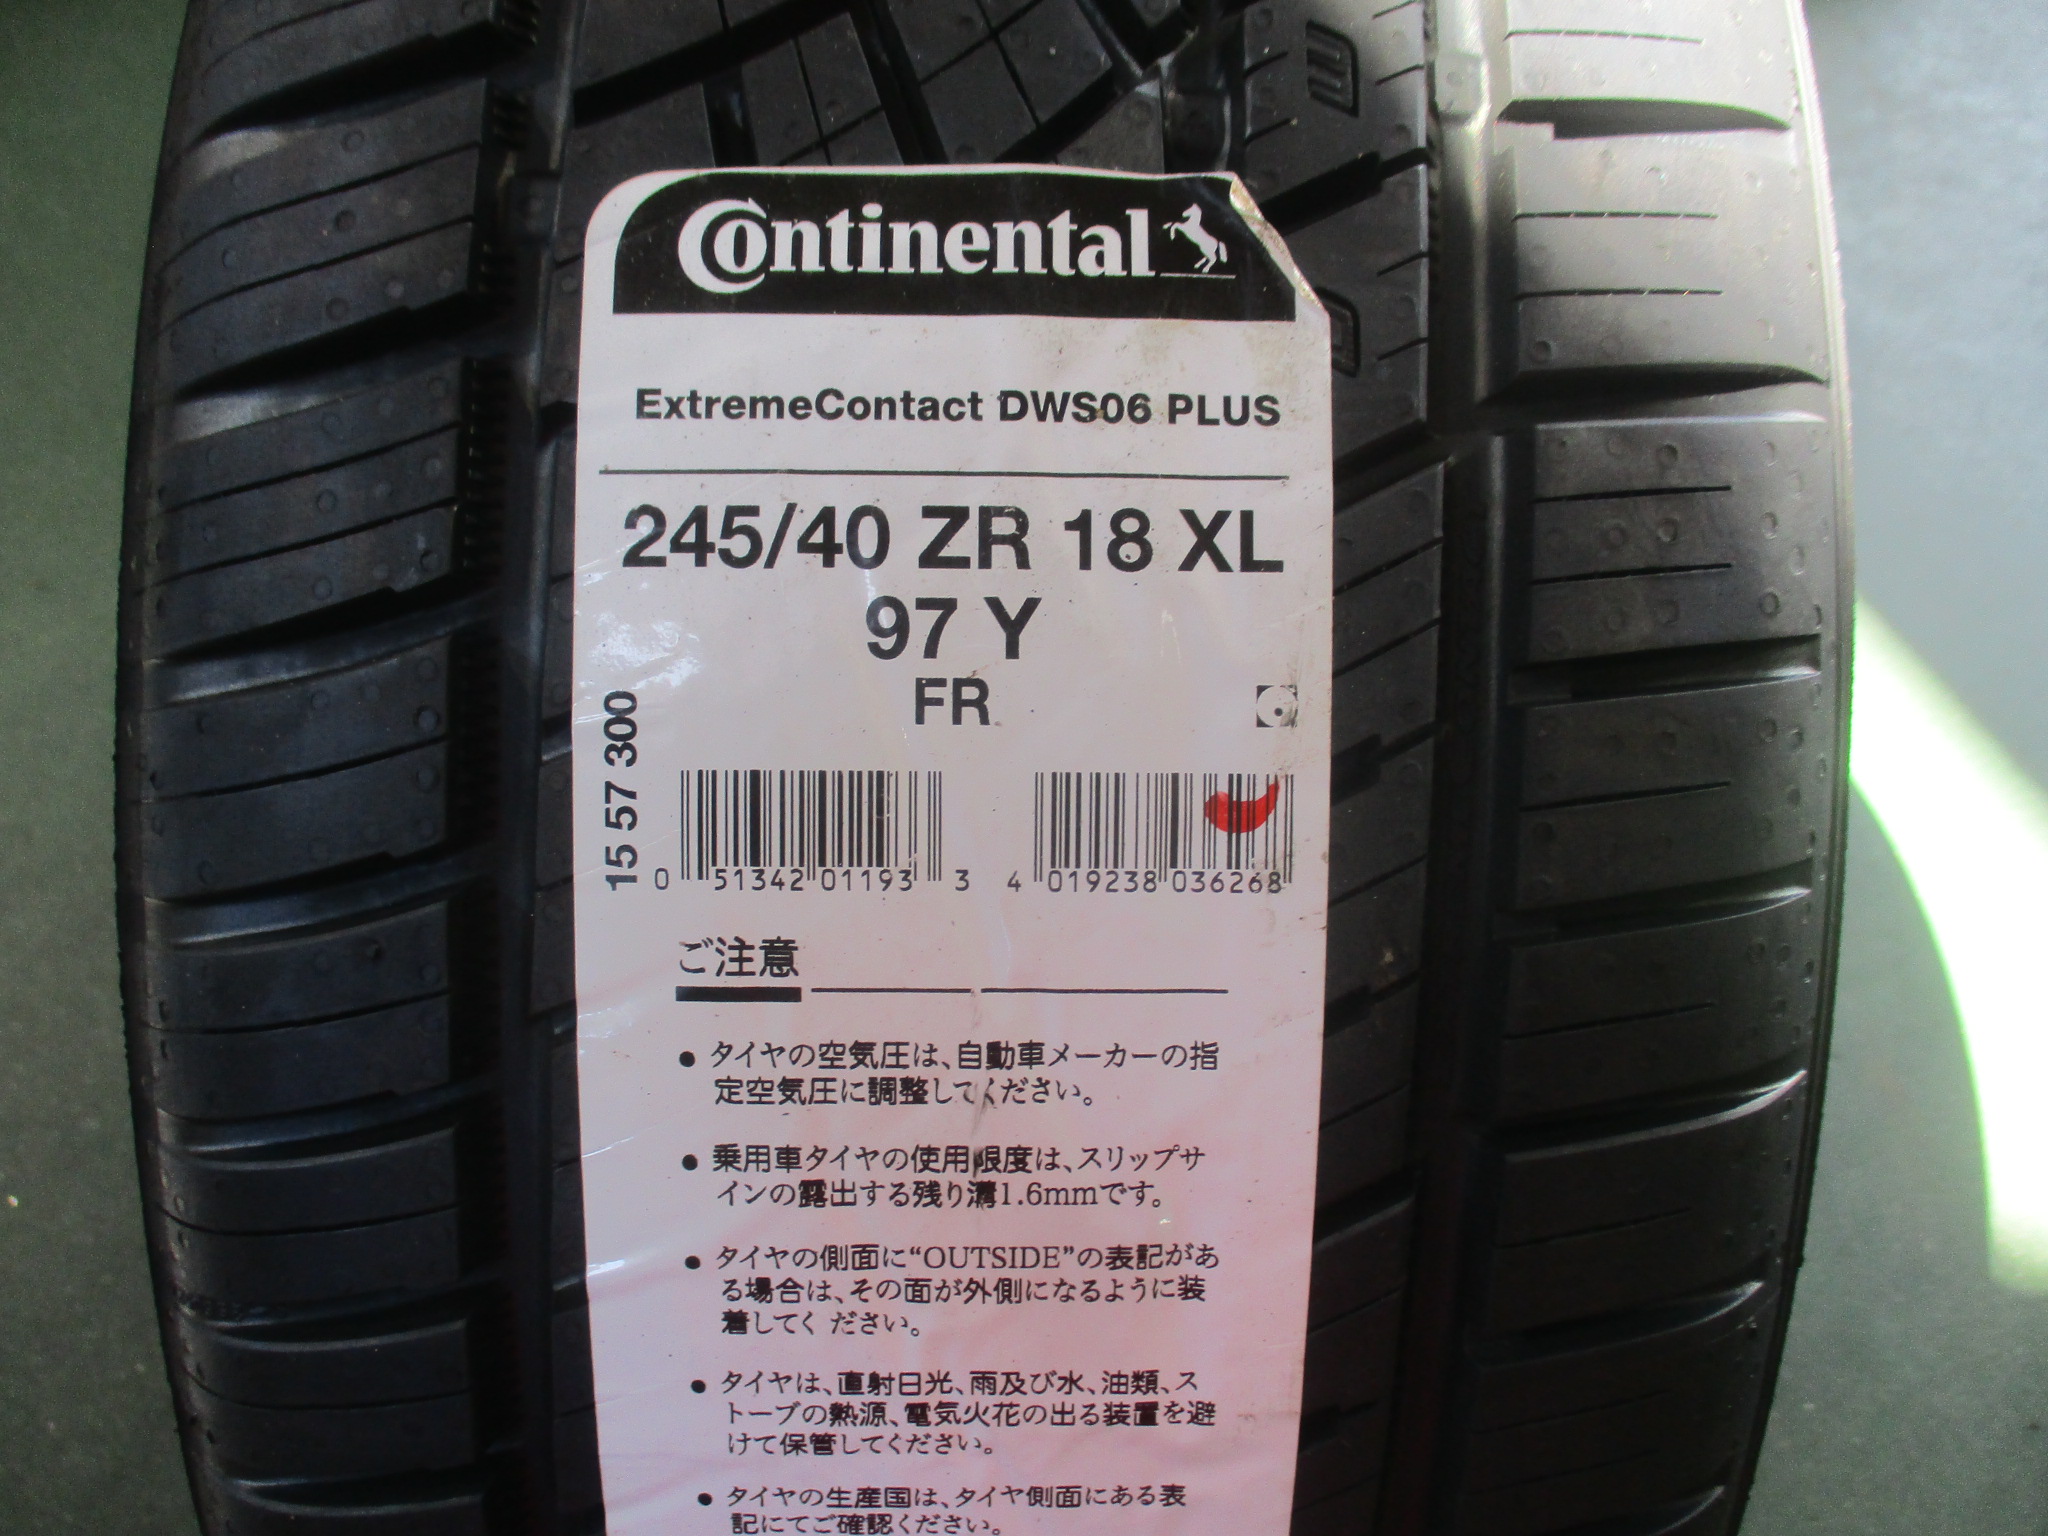 Continental
ExtremeContact DWS06 PLUS
245/40 ZR 18 XL
97 Y
FR
15 57 300
0 51342 01193 3
4 019238 036268
ご注意
• タイヤの空気圧は、自動車メーカーの指
定空気圧に調整してください。
• 乗用車タイヤの使用限度は、スリップサ
インの露出する残り溝1.6mmです。
• タイヤの側面に“OUTSIDE”の表記があ
る場合は、その面が外側になるように装
着してく ださい。
• タイヤは、直射日光、雨及び水、油類、ス
トーブの熱源、電気火花の出る装置を避
けて保管してください。
• タイヤの生産国は、タイヤ側面にある表
記にてご確認ください。